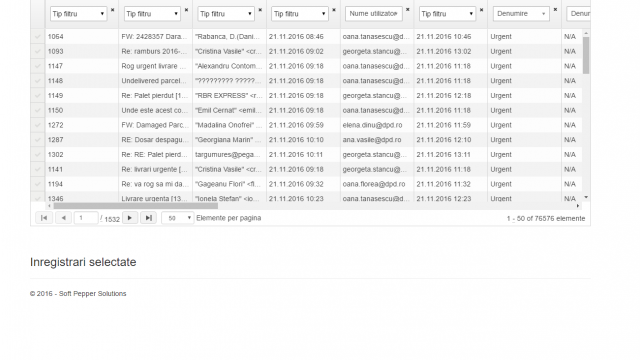 Tip filtru Tip filtru Tip filtru Tip filtru Nume utilizator Tip filtru Denumire Denur
1064 FW: 2428357 Dara... "Rabanca, D.(Dani... 21.11.2016 08:46 oana.tanasescu@d... 21.11.2016 10:46 Urgent N/A
1093 Re: ramburs 2016-... "Cristina Vasile" <cr... 21.11.2016 09:02 georgeta.stancu@... 21.11.2016 13:02 Urgent N/A
1147 Rog urgent livrare ... "Alexandru Contom... 21.11.2016 09:18 oana.tanasescu@d... 21.11.2016 11:18 Urgent N/A
1148 Undelivered parcel... "????????? ?????... 21.11.2016 09:18 oana.tanasescu@d... 21.11.2016 11:18 Urgent N/A
1149 Re: Palet pierdut [1... "RBR EXPRESS" <r... 21.11.2016 09:18 georgeta.stancu@... 21.11.2016 12:18 Urgent N/A
1150 Unde este acest co... "Emil Cernat" <emil... 21.11.2016 09:18 oana.tanasescu@d... 21.11.2016 11:18 Urgent N/A
1272 FW: Damaged Parc... "Madalina Onofrei" ... 21.11.2016 09:59 elena.dinu@dpd.ro 21.11.2016 11:59 Urgent N/A
1287 RE: Dosar despagu... "Georgiana Marin" ... 21.11.2016 10:10 ana.vasile@dpd.ro 21.11.2016 12:10 Urgent N/A
1302 Re: RE: Palet pierd... targumures@pega... 21.11.2016 10:11 georgeta.stancu@... 21.11.2016 13:11 Urgent N/A
1141 Re: livrari urgente [... "Cristina Vasile" <cr... 21.11.2016 09:18 georgeta.stancu@... 21.11.2016 11:18 Urgent N/A
1194 Re: va rog sa mi da... "Gageanu Flori" <fl... 21.11.2016 09:32 oana.florea@dpd.ro 21.11.2016 11:32 Urgent N/A
1346 Livrare urgenta [13... "Ionela Stefan" <io... 21.11.2016 10:23 oana.tanasescu@d... 21.11.2016 12:23 Urgent N/A
1 / 1532 50 Elemente per pagina 1 - 50 of 76576 elemente
Inregistrari selectate
© 2016 - Soft Pepper Solutions